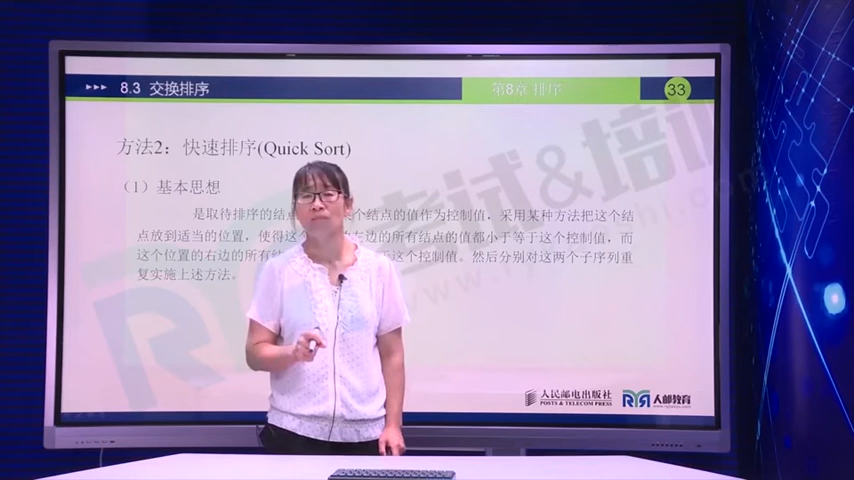 8.3 交换排序
第8章 排序
33
方法2：快速排序(Quick Sort)
（1）基本思想
是取待排序的结 个结点的值作为控制值，采用某种方法把这个结
点放到适当的位置，使得这个 左边的所有结点的值都小于等于这个控制值，而
这个位置的右边的所有结 这个控制值。然后分别对这两个子序列重
复实施上述方法。
考试&培训
人民邮电出版社
POSTS & TELECOM PRESS
人邮教育